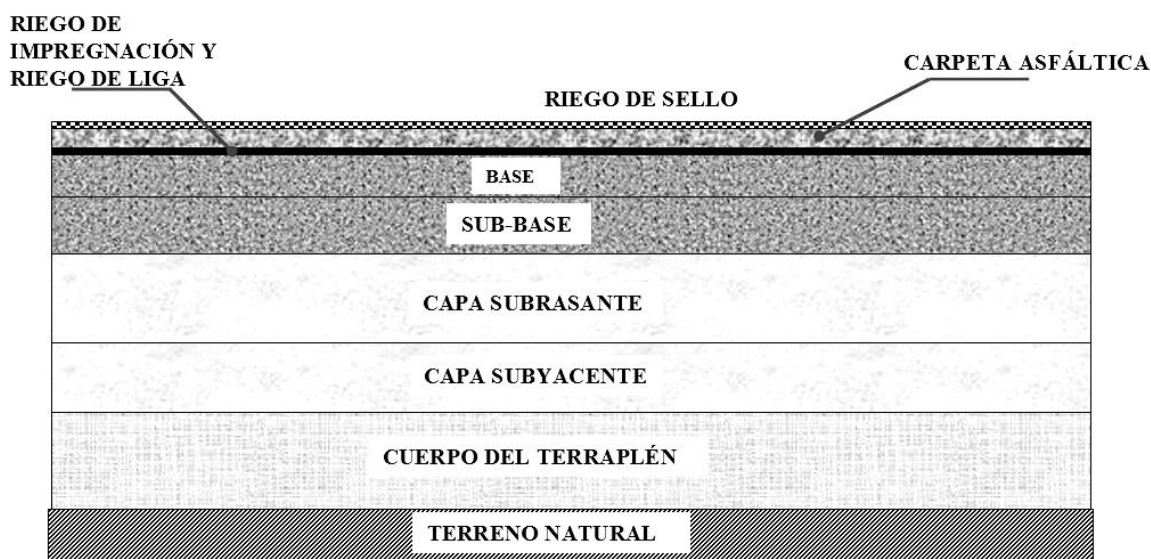 RIEGO DE
IMPREGNACIÓN Y
RIEGO DE LIGA
CARPETA ASFÁLTICA
RIEGO DE SELLO
BASE
SUB-BASE
CAPA SUBRASANTE
CAPA SUBYACENTE
CUERPO DEL TERRAPLÉN
TERRENO NATURAL